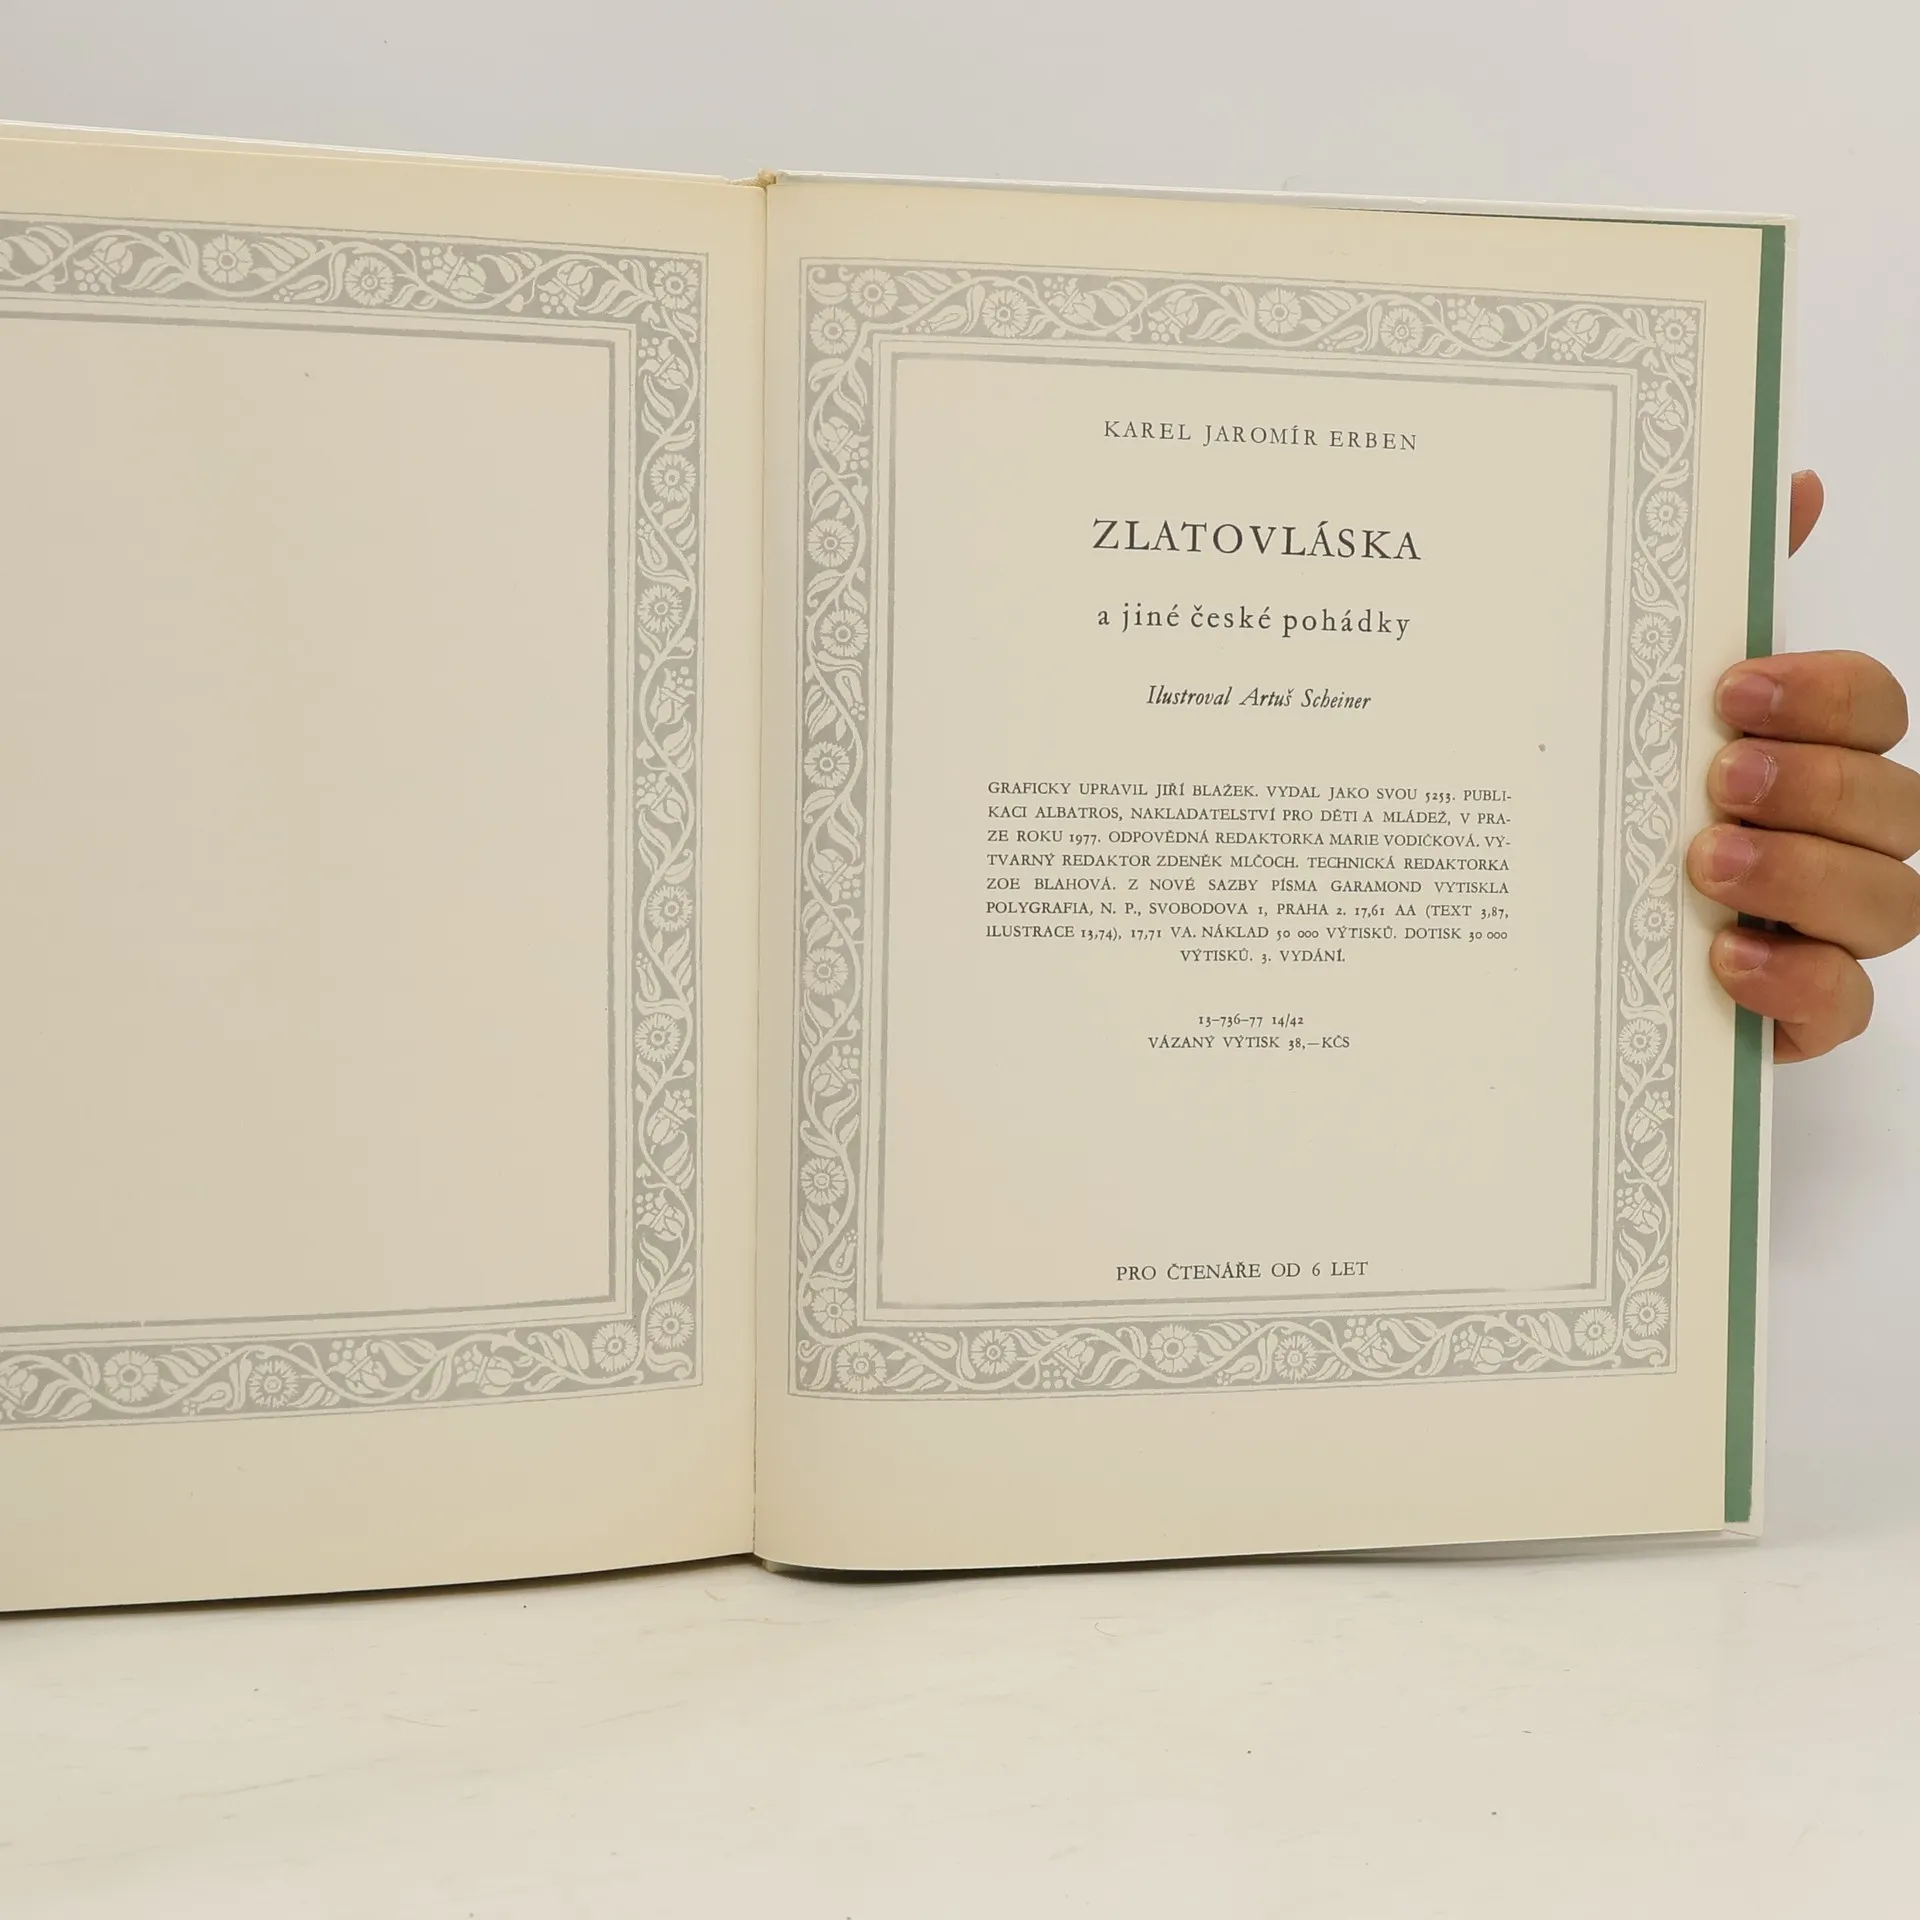 KAREL JAROMÍR ERBEN
ZLATOVLÁSKA
a jiné české pohádky
Ilustroval Artuš Scheiner
GRAFICKY UPRAVIL JIŘÍ BLAŽEK. VYDAL JAKO SVOU 5253. PUBLI-
KACI ALBATROS, NAKLADATELSTVÍ PRO DĚTI A MLÁDEŽ, V PRA-
ZE ROKU 1977. ODPOVĚDNÁ REDAKTORKA MARIE VODIČKOVÁ. VÝ-
TVARNÝ REDAKTOR ZDENĚK MLČOCH. TECHNICKÁ REDAKTORKA
ZOE BLAHOVÁ. Z NOVÉ SAZBY PÍSMA GARAMOND VYTISKLA
POLYGRAFIA, N. P., SVOBODOVA 1, PRAHA 2. 17,61 AA (TEXT 3,87,
ILUSTRACE 13,74), 17,71 VA. NÁKLAD 50 000 VÝTISKŮ. DOTISK 30 000
VÝTISKŮ. 3. VYDÁNÍ.
13–736–77 14/42
VÁZANÝ VÝTISK 38,—KČS
PRO ČTENÁŘE OD 6 LET